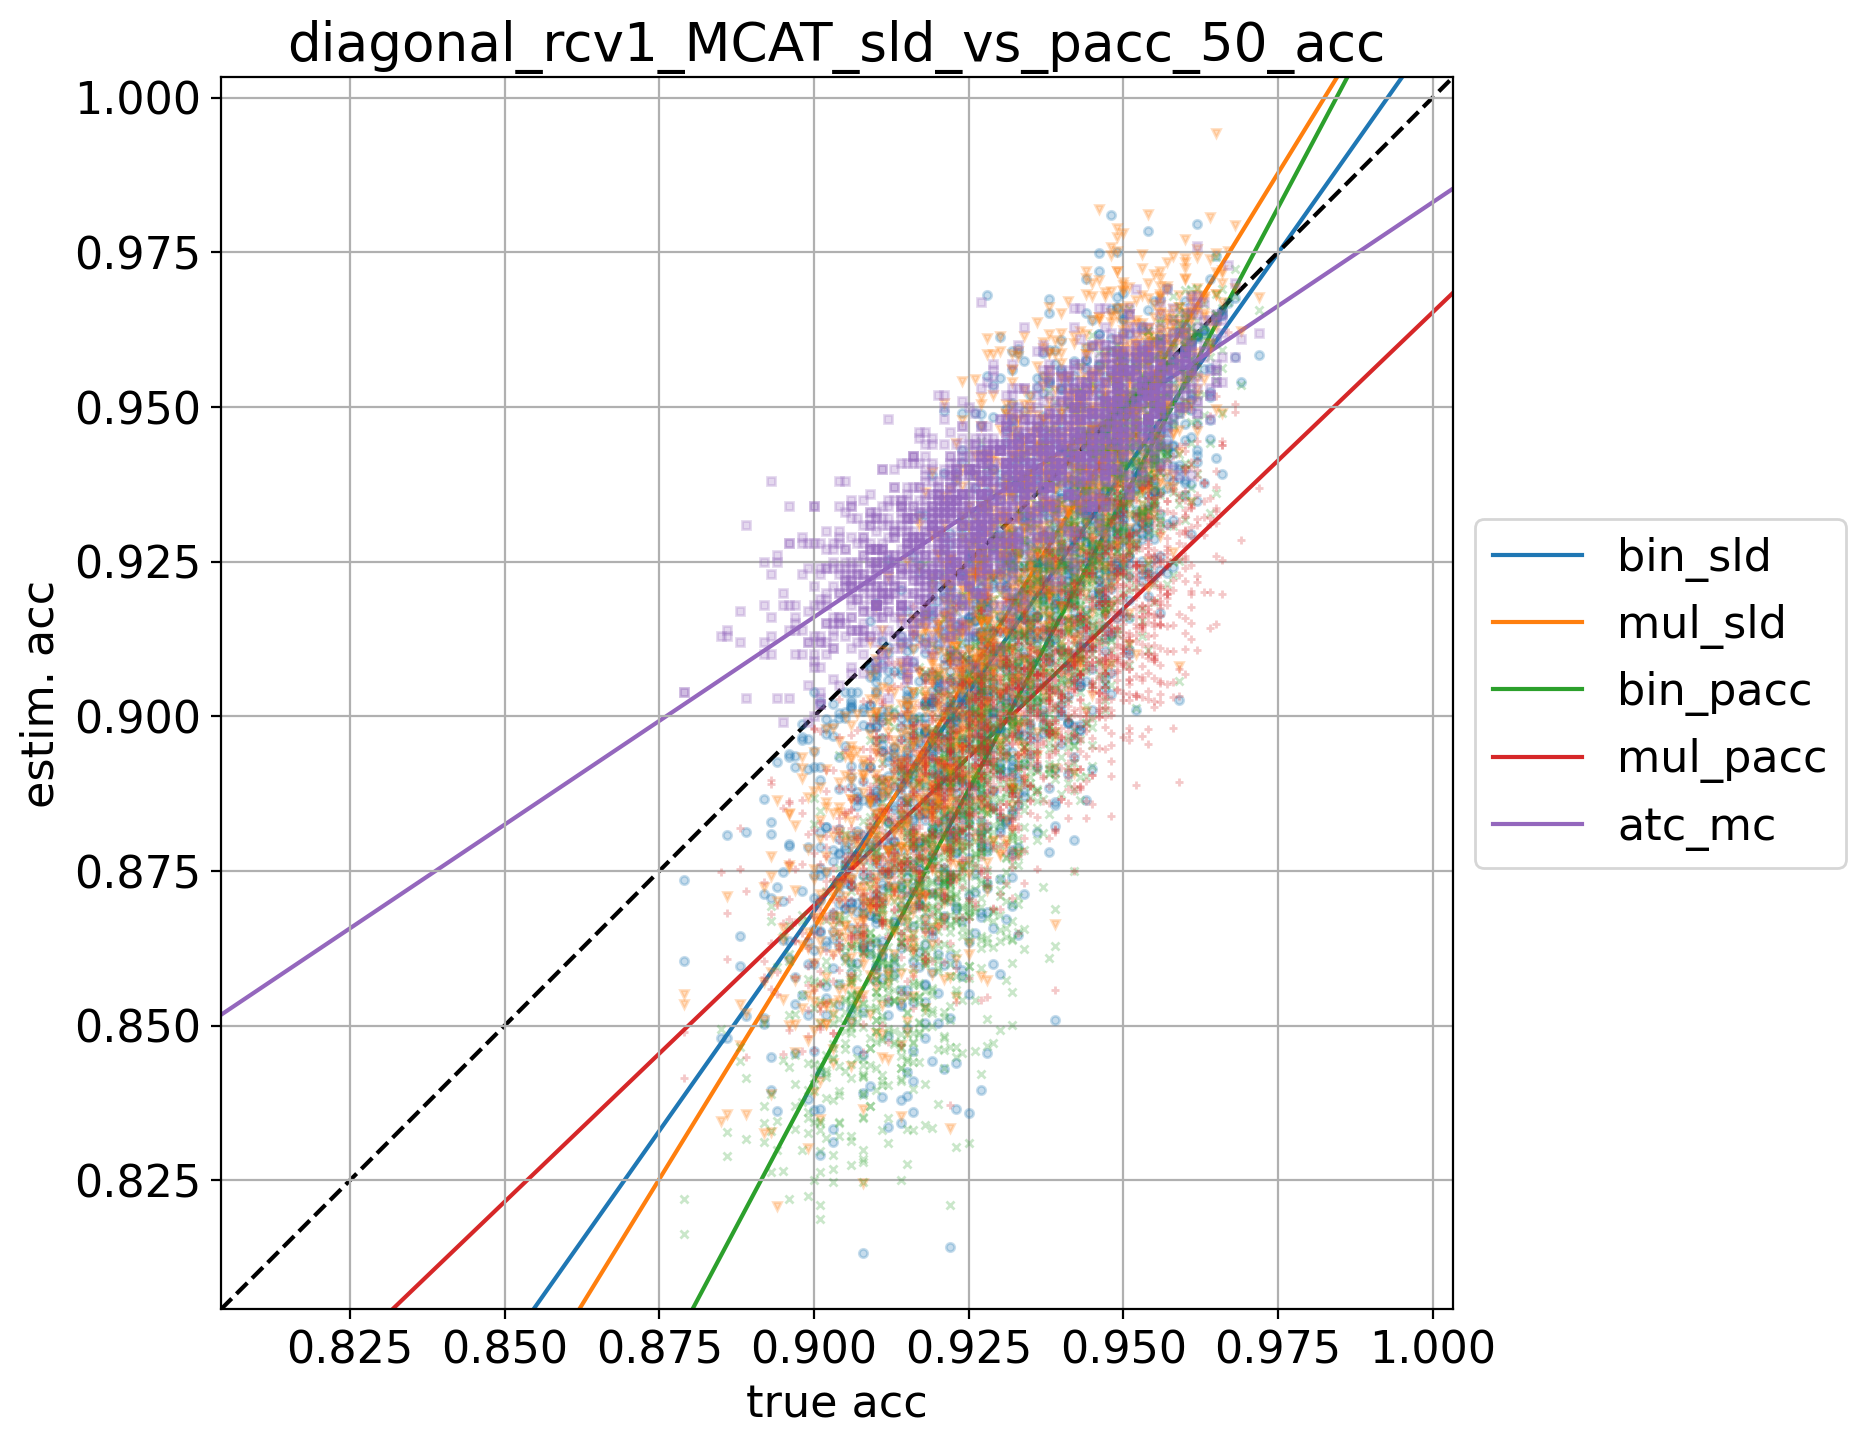 diagonal_rcv1_MCAT_sld_vs_pacc_50_acc
1.000
0.975
0.950
0.925
0.900
0.875
0.850
0.825
estim. acc
0.825 0.850 0.875 0.900 0.925 0.950 0.975 1.000
true acc
bin_sld
mul_sld
bin_pacc
mul_pacc
atc_mc